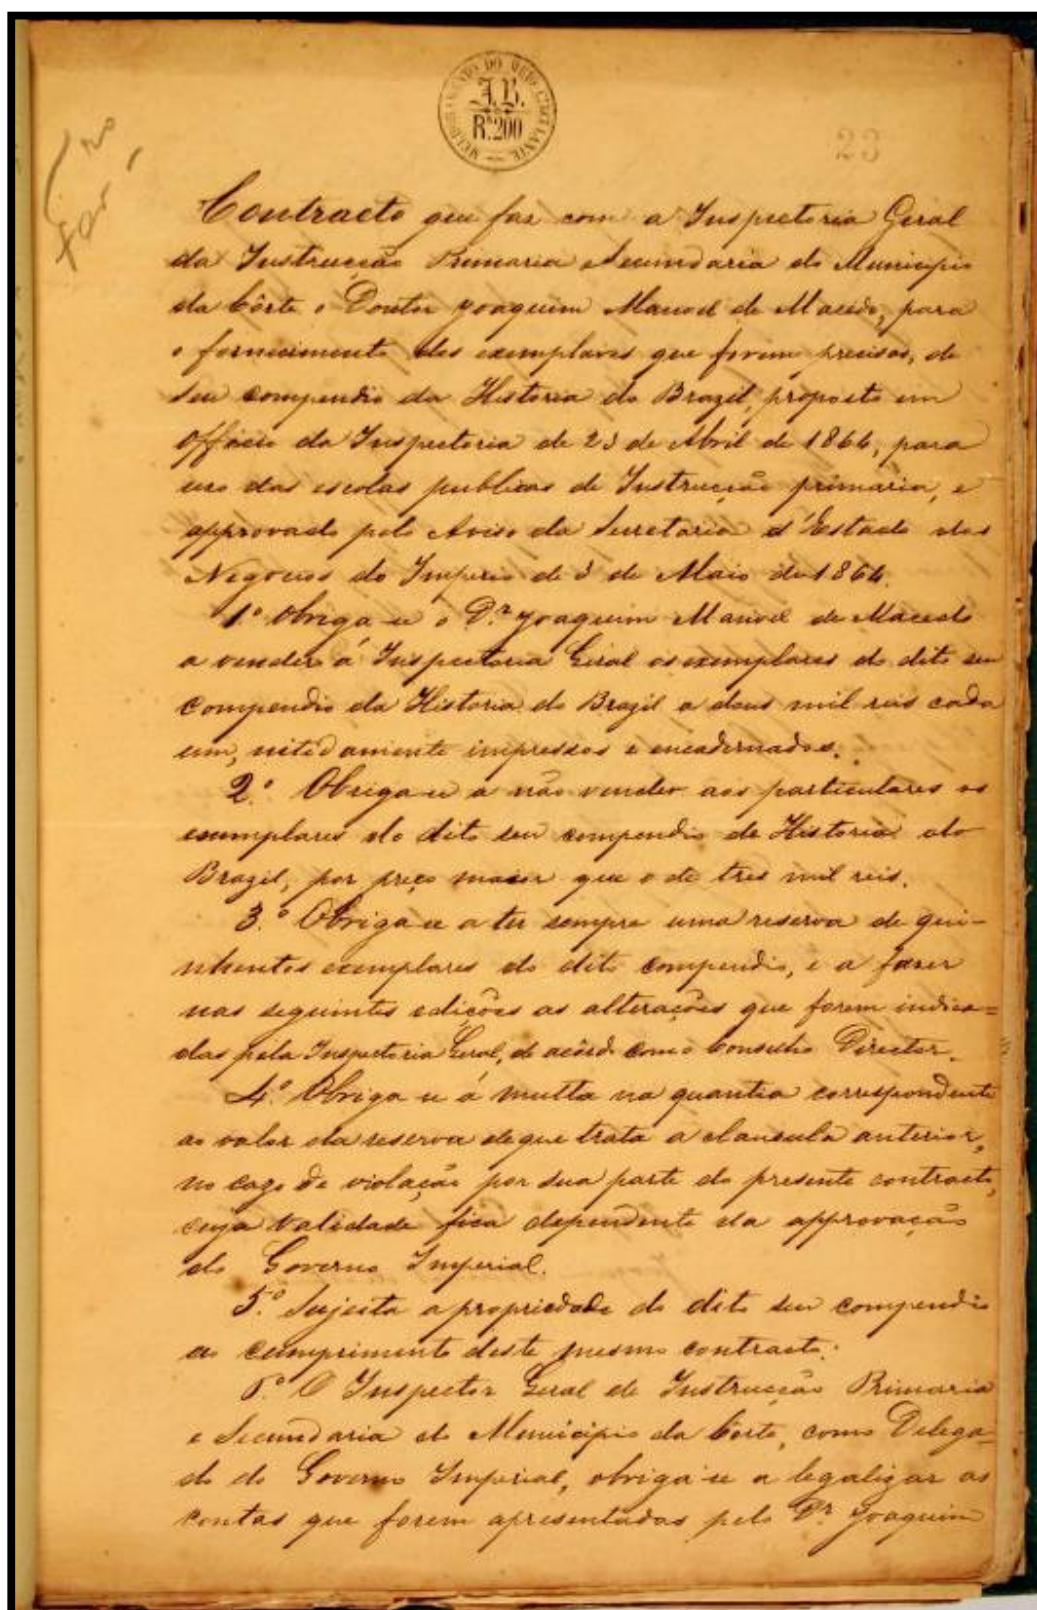 J.B.
Rs. 200
23
Contracto que faz com a Inspectoria Geral
da Instrucção Primaria e Secundaria do Municipio
da Côrte o Doutor Joaquim Manoel de Macedo, para
o fornecimento dos exemplares que forem precisos, de
seu compendio da Historia do Brazil, proposto em
officio da Inspectoria de 23 de Abril de 1864, para
uso das escolas publicas de Instrucção primaria, e
approvado pelo Aviso da Secretaria d'Estado dos
Negocios do Imperio de 3 de Maio de 1864.
1º Obriga-se o Dr. Joaquim Manoel de Macedo
a vender á Inspectoria Geral os exemplares do dito seu
compendio da Historia do Brazil a dous mil reis cada
um, nitidamente impressos e encadernados.
2º. Obriga-se a não vender aos particulares os
exemplares do dito seu compendio de Historia do
Brazil, por preço maior que o de tres mil reis.
3º. Obriga-se a ter sempre uma reserva de qui-
nhentos exemplares do dito compendio, e a fazer
nas seguintes edições as alterações que forem indica=
das pela Inspectoria Geral, de acôrdo com o Conselho Director.
4º. Obriga-se á multa na quantia correspondente
ao valor da reserva de que trata a clausula anterior,
no cazo de violação por sua parte do presente contracto,
cuja validade fica dependente da approvação
do Governo Imperial.
5º. Sujeita a propriedade do dito seu compendio
ao cumprimento deste mesmo contracto.
6º. O Inspector Geral de Instrucção Primaria
e Secundaria do Municipio da Corte, como Delega=
do do Governo Imperial, obriga-se a legalizar as
contas que forem apresentadas pelo Dr. Joaquim